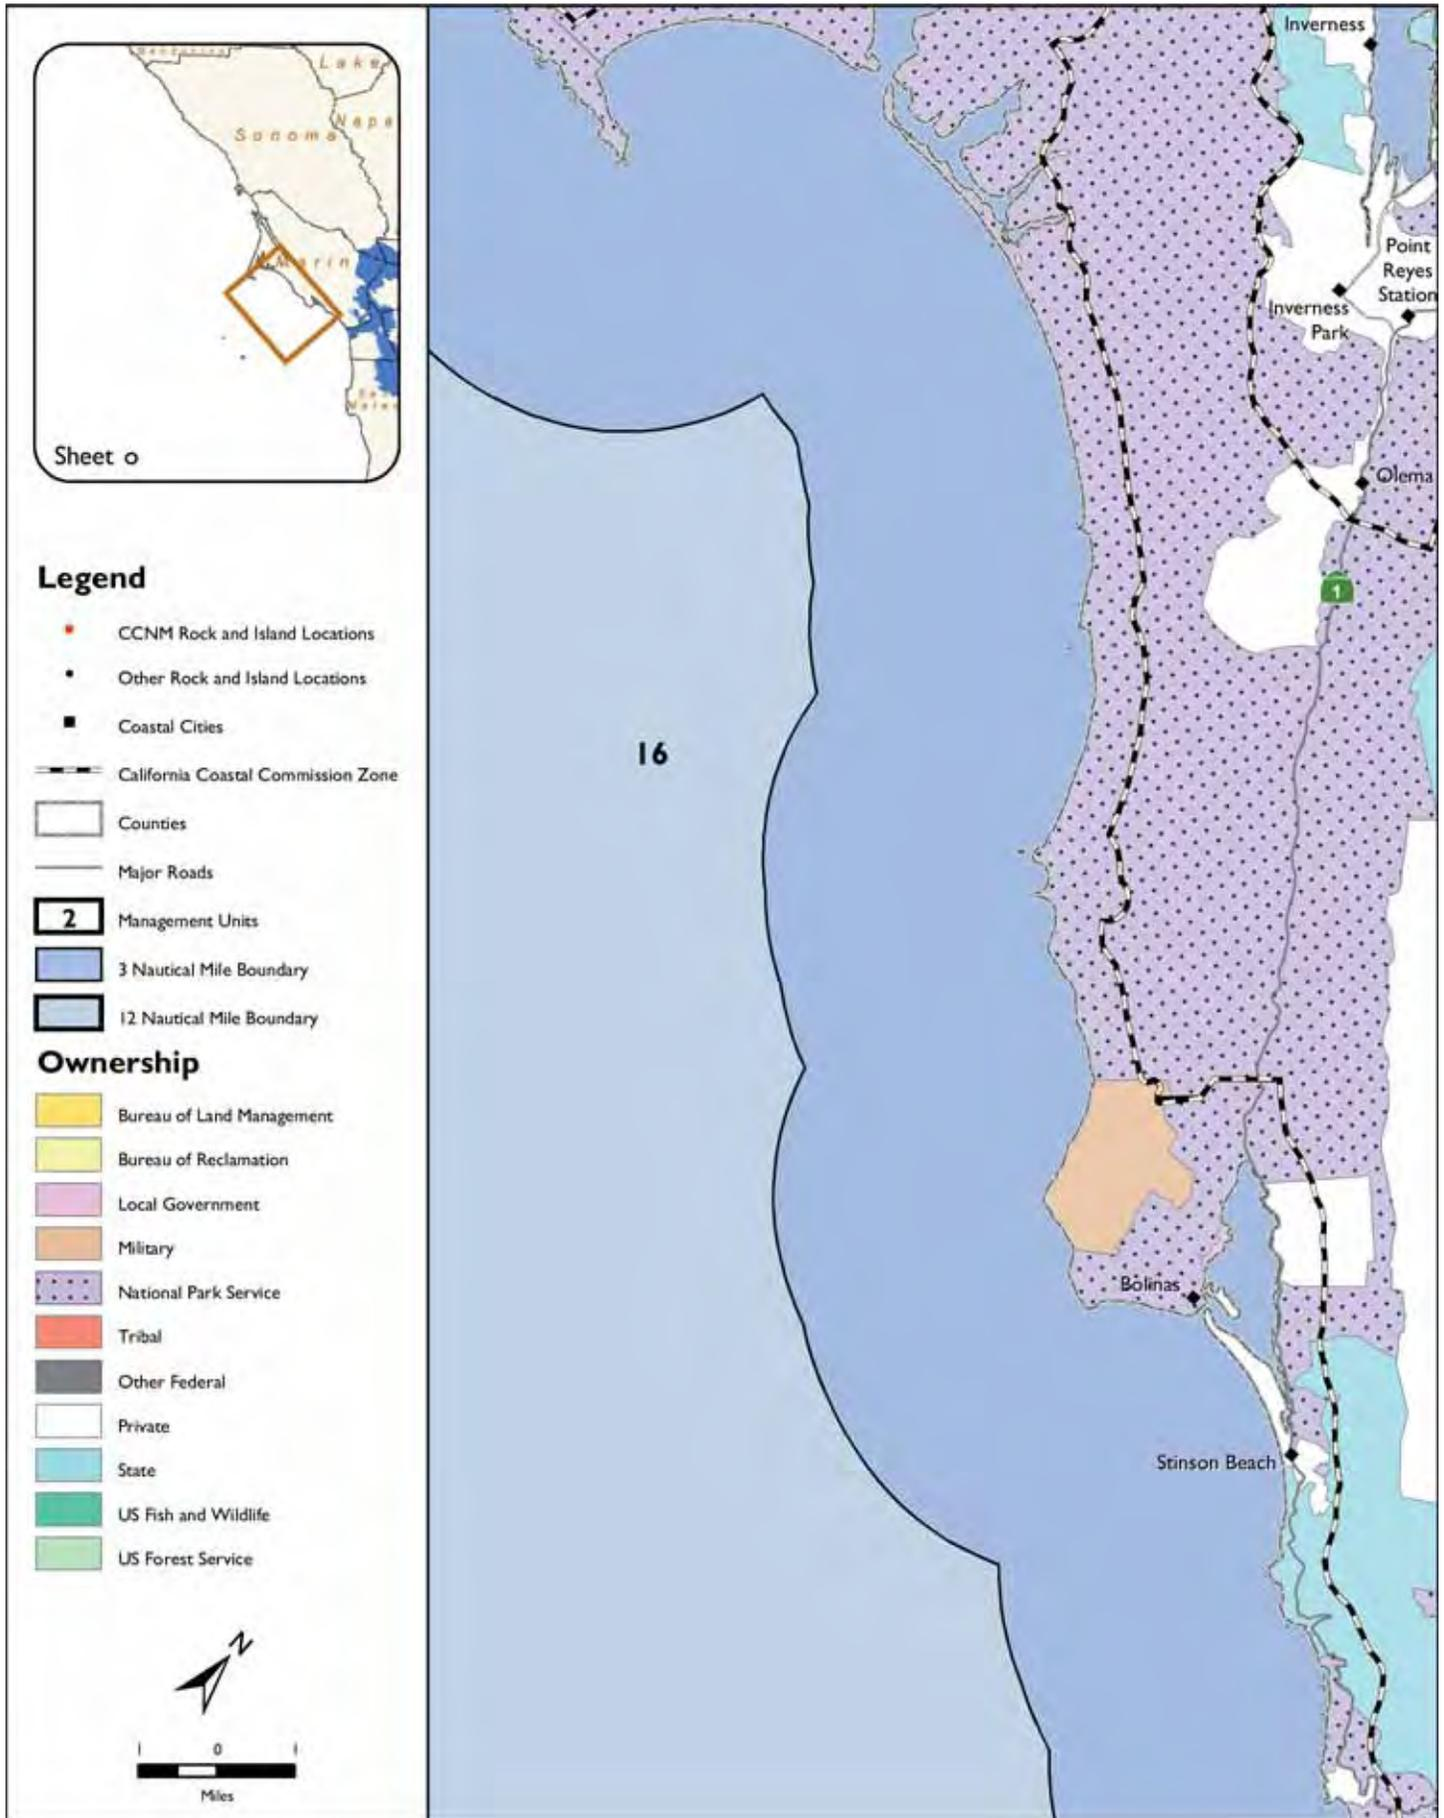 Mendocino
Lake
Napa
Sonoma
Marin
San
Mateo
Sheet o
Legend
CCNM Rock and Island Locations
Other Rock and Island Locations
Coastal Cities
California Coastal Commission Zone
Counties
Major Roads
2 Management Units
3 Nautical Mile Boundary
12 Nautical Mile Boundary
Ownership
Bureau of Land Management
Bureau of Reclamation
Local Government
Military
National Park Service
Tribal
Other Federal
Private
State
US Fish and Wildlife
US Forest Service
N
1 0 1
Miles
Inverness
Point
Reyes
Station
Inverness
Park
Olema
1
16
Bolinas
Stinson Beach